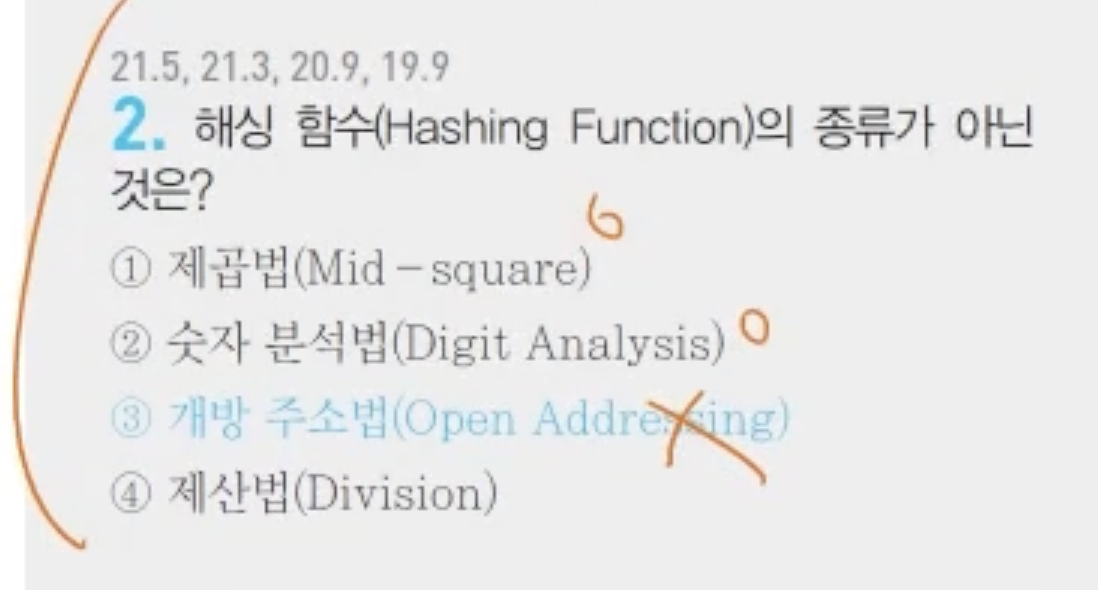 21.5, 21.3, 20.9, 19.9
2. 해싱 함수(Hashing Function)의 종류가 아닌
것은?
① 제곱법(Mid－square)
② 숫자 분석법(Digit Analysis)
③ 개방 주소법(Open Addressing)
④ 제산법(Division)